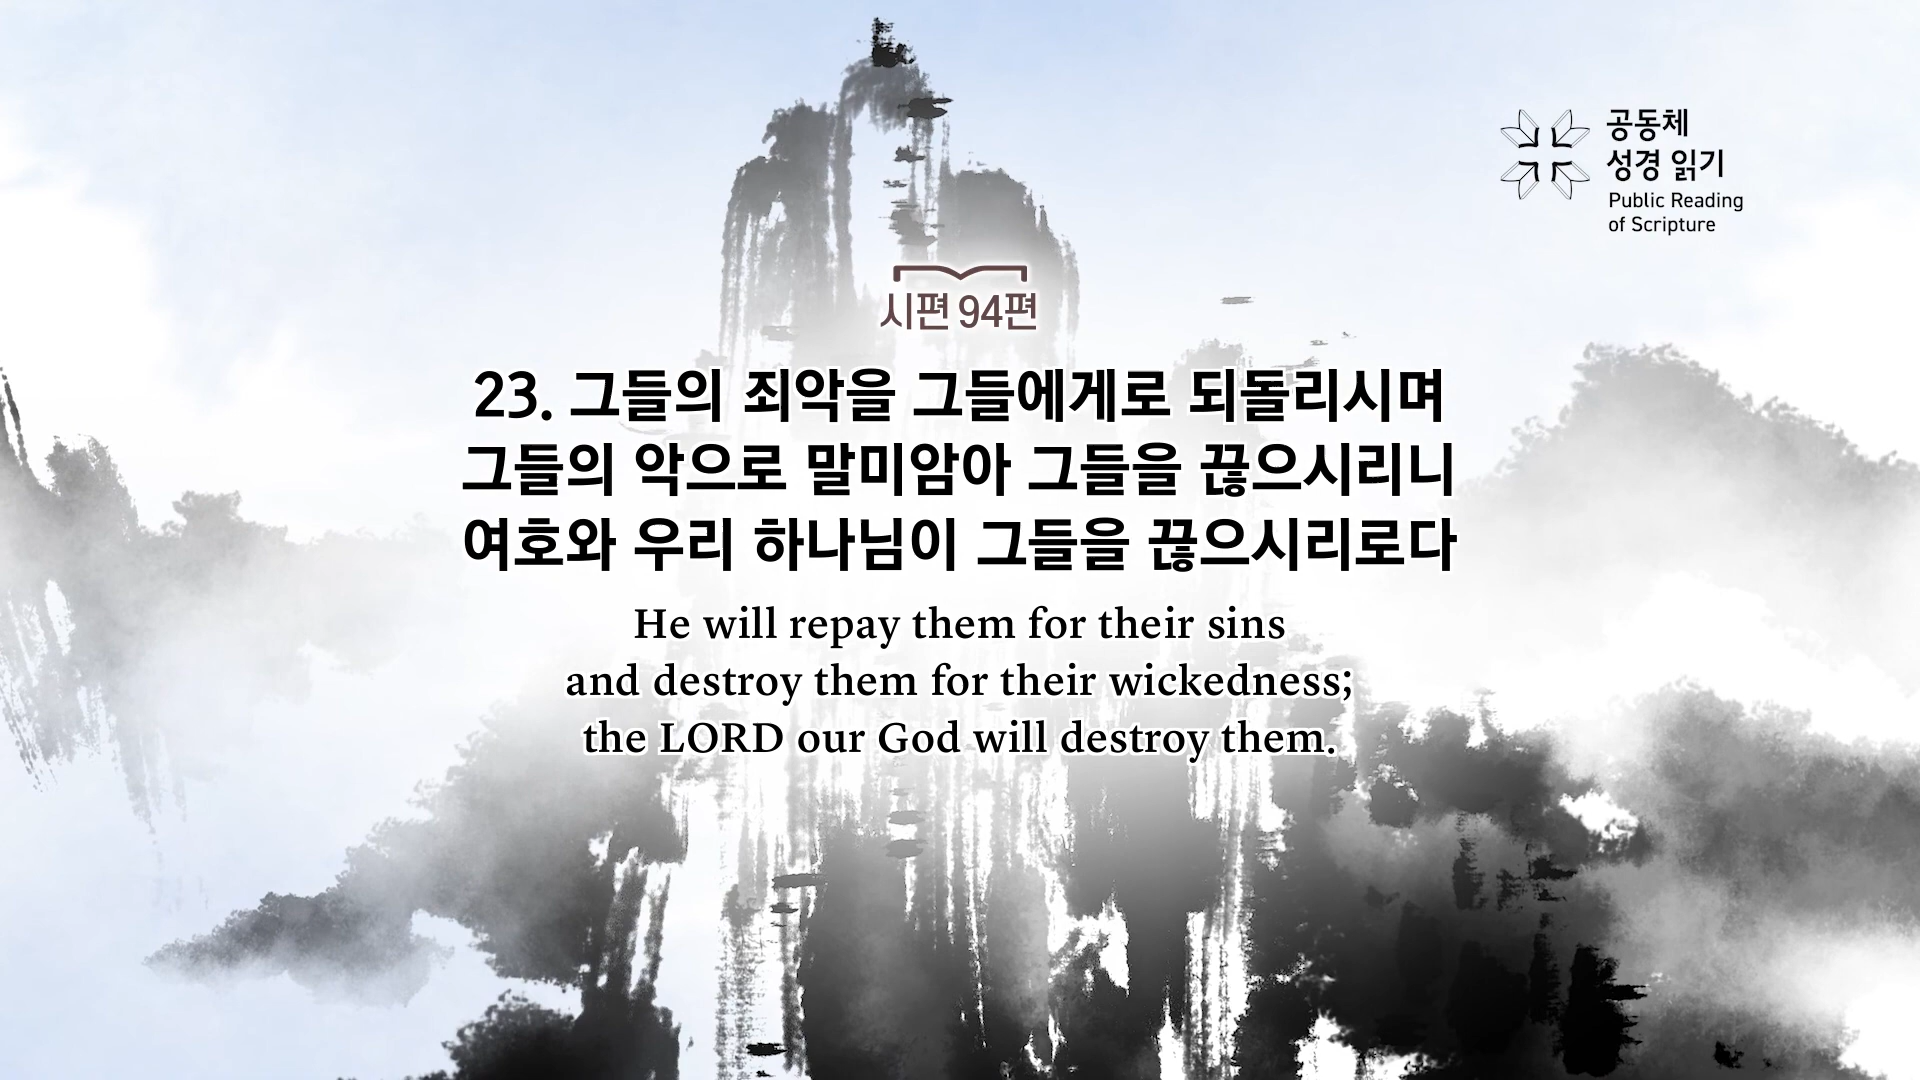 공동체
성경 읽기
Public Reading
of Scripture
시편 94편
23. 그들의 죄악을 그들에게로 되돌리시며
그들의 악으로 말미암아 그들을 끊으시리니
여호와 우리 하나님이 그들을 끊으시리로다
He will repay them for their sins
and destroy them for their wickedness;
the LORD our God will destroy them.